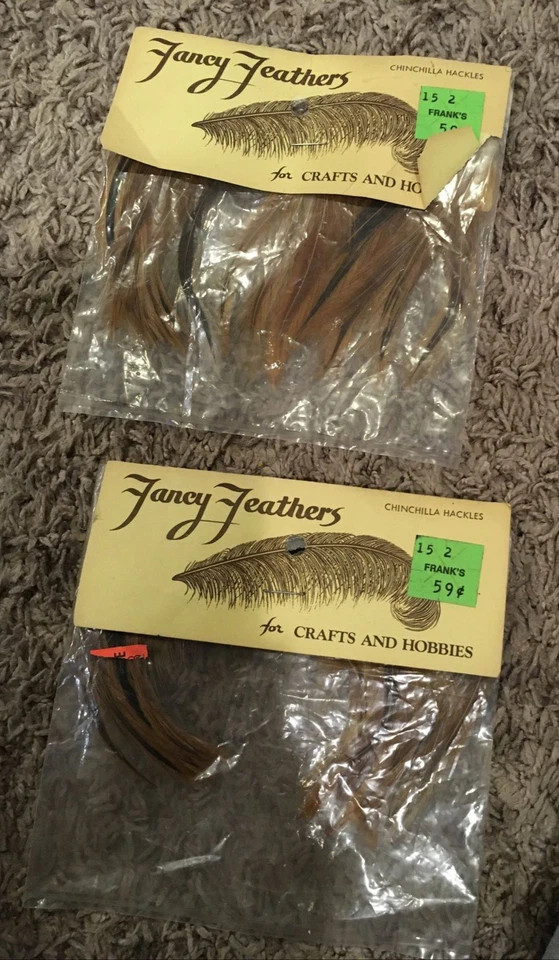 Fancy Feathers
CHINCHILLA HACKLES
15 2
FRANK'S
for CRAFTS AND HO
Fancy Feathers
CHINCHILLA HACKLES
15 2
FRANK'S
59¢
for CRAFTS AND HOBBIES